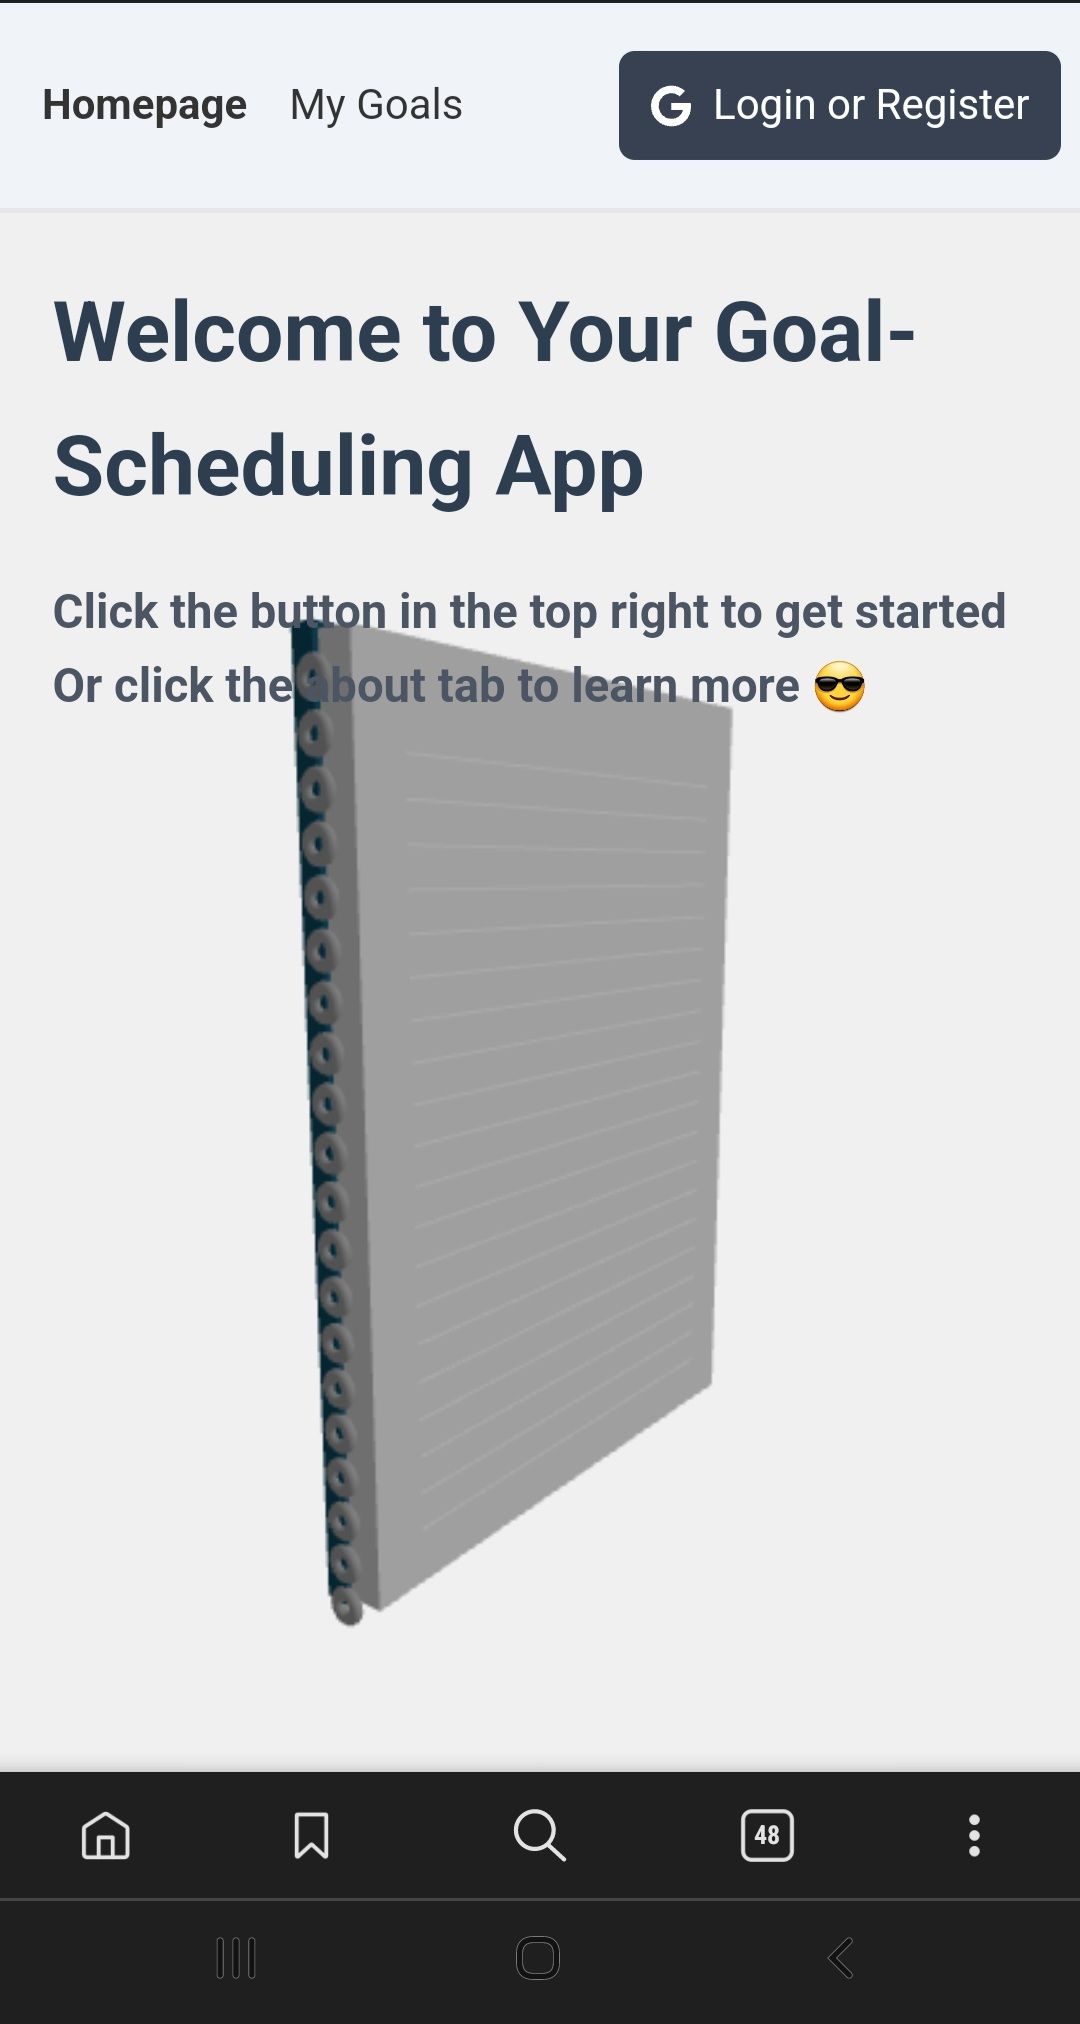 Homepage My Goals Login or Register
Welcome to Your Goal-
Scheduling App
Click the button in the top right to get started
Or click the about tab to learn more 😎
48